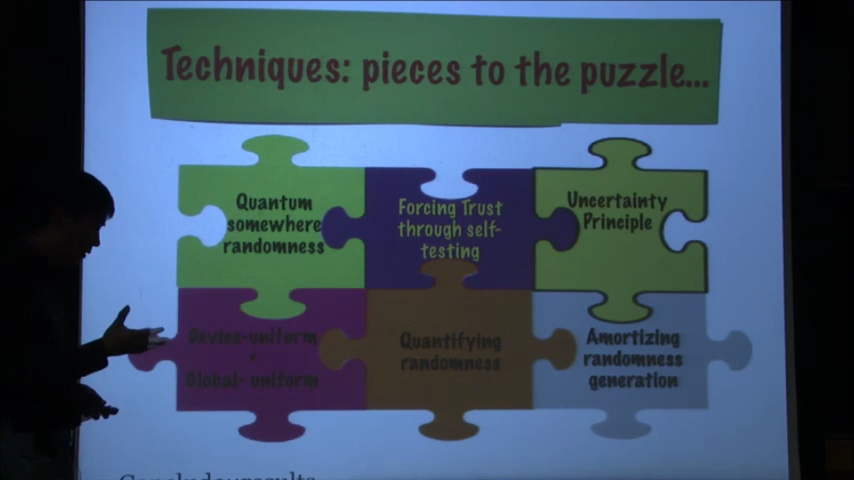 Techniques: pieces to the puzzle...
Quantum
somewhere
randomness
Forcing Trust
through self-
testing
Uncertainty
Principle
Device-uniform
Global- uniform
Quantifying
randomness
Amortizing
randomness
generation